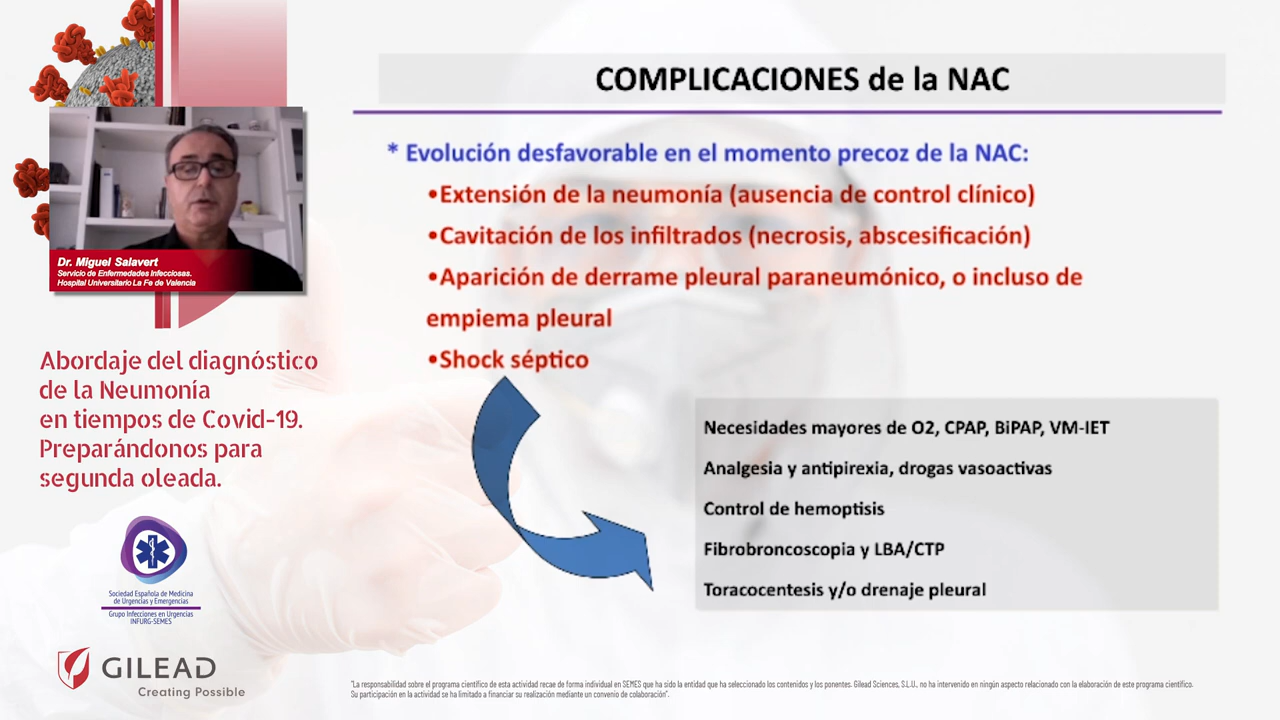 COMPLICACIONES de la NAC
* Evolución desfavorable en el momento precoz de la NAC:
•Extensión de la neumonía (ausencia de control clínico)
•Cavitación de los infiltrados (necrosis, abscesificación)
•Aparición de derrame pleural paraneumónico, o incluso de
empiema pleural
•Shock séptico
Necesidades mayores de O2, CPAP, BiPAP, VM-IET
Analgesia y antipirexia, drogas vasoactivas
Control de hemoptisis
Fibrobroncoscopia y LBA/CTP
Toracocentesis y/o drenaje pleural
Dr. Miguel Salavert
Servicio de Enfermedades Infecciosas.
Hospital Universitario La Fe de Valencia
Abordaje del diagnóstico
de la Neumonía
en tiempos de Covid-19.
Preparándonos para
segunda oleada.
Sociedad Española de Medicina
de Urgencias y Emergencias
Grupo Infecciones en Urgencias
INFURG-SEMES
GILEAD
Creating Possible
"La responsabilidad sobre el programa científico de esta actividad recae de forma individual en SEMES que ha sido la entidad que ha seleccionado los contenidos y los ponentes. Gilead Sciences, S.L.U., no ha intervenido en ningún aspecto relacionado con la elaboración de este programa científico.
Su participación en la actividad se ha limitado a financiar su realización mediante un convenio de colaboración".